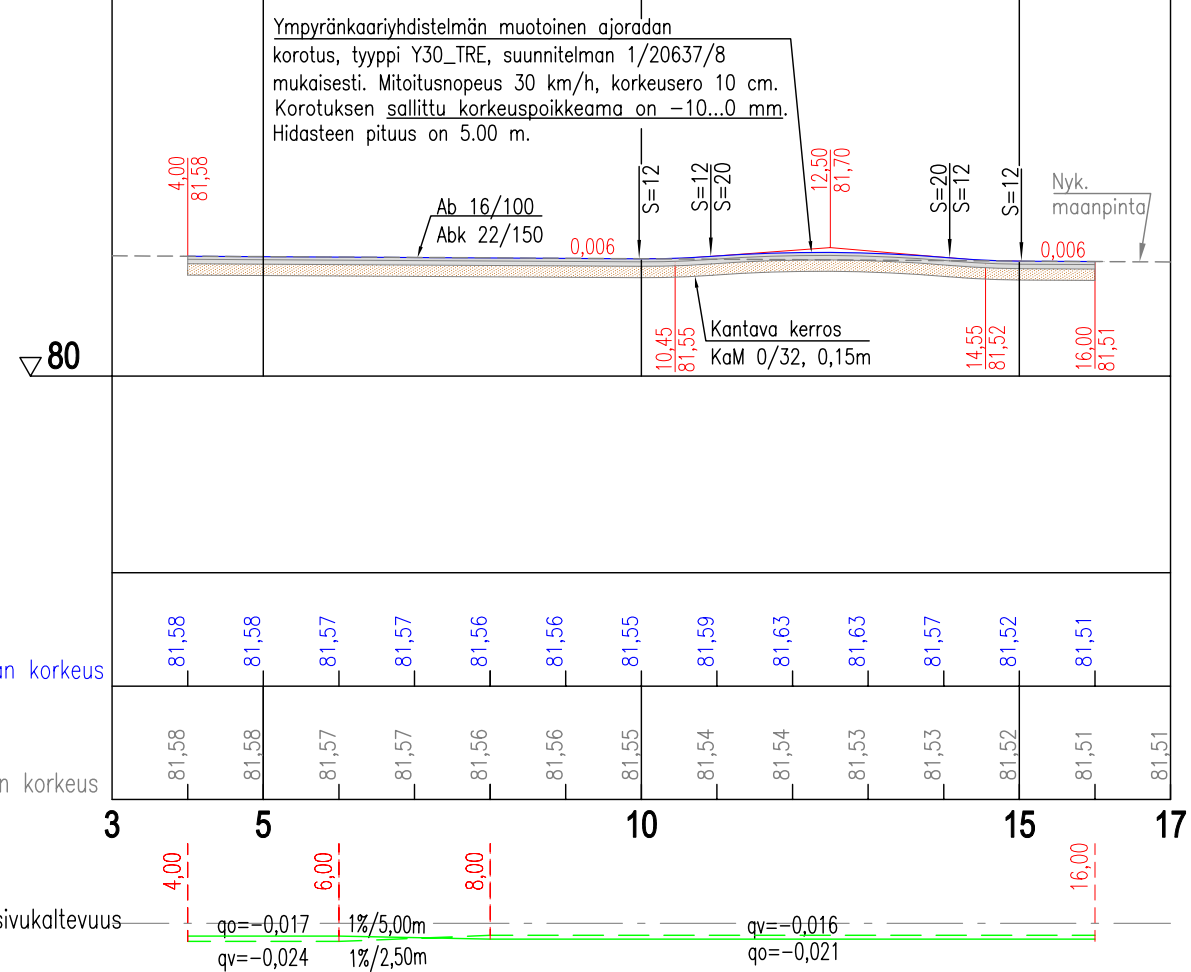 Ympyränkaariyhdistelmän muotoinen ajoradan
korotus, tyyppi Y30_TRE, suunnitelman 1/20637/8
mukaisesti. Mitoitusnopeus 30 km/h, korkeusero 10 cm.
Korotuksen sallittu korkeuspoikkeama on -10...0 mm.
Hidasteen pituus on 5.00 m.
4,00
81,58
Ab 16/100
Abk 22/150
0,006
S=12
S=12
S=20
12,50
81,70
S=20
S=12
S=12
Nyk.
maanpinta
0,006
10,45
81,55
Kantava kerros
KaM 0/32, 0,15m
14,55
81,52
16,00
81,51
80
an korkeus
81,58
81,58
81,57
81,57
81,56
81,56
81,55
81,59
81,63
81,63
81,57
81,52
81,51
n korkeus
81,58
81,58
81,57
81,57
81,56
81,56
81,55
81,54
81,54
81,53
81,53
81,52
81,51
81,51
3 5 10 15 17
4,00
6,00
8,00
16,00
sivukaltevuus
qo=-0,017 1%/5,00m qv=-0,016
qv=-0,024 1%/2,50m qo=-0,021